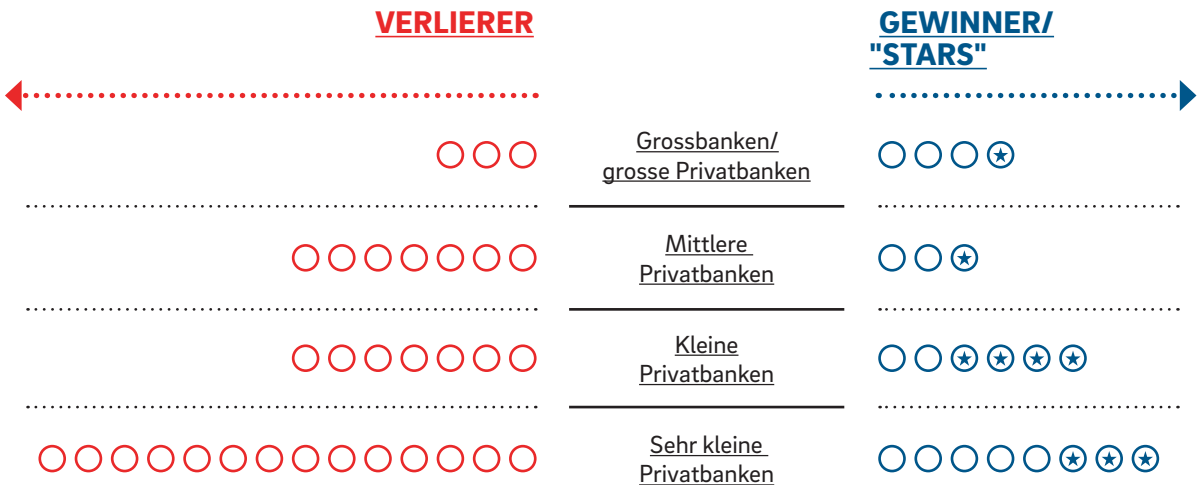 VERLIERER
GEWINNER/
"STARS"
Grossbanken/
grosse Privatbanken
Mittlere
Privatbanken
Kleine
Privatbanken
Sehr kleine
Privatbanken